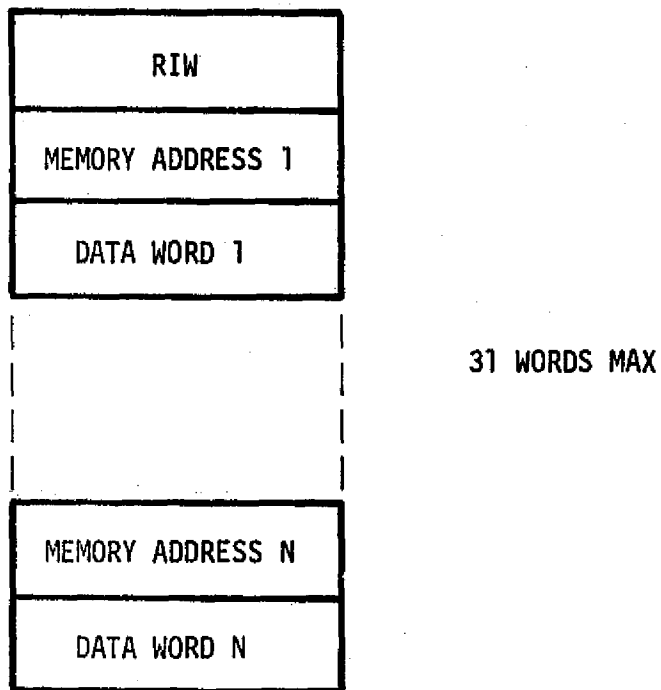 RIW
MEMORY ADDRESS 1
DATA WORD 1
31 WORDS MAX
MEMORY ADDRESS N
DATA WORD N